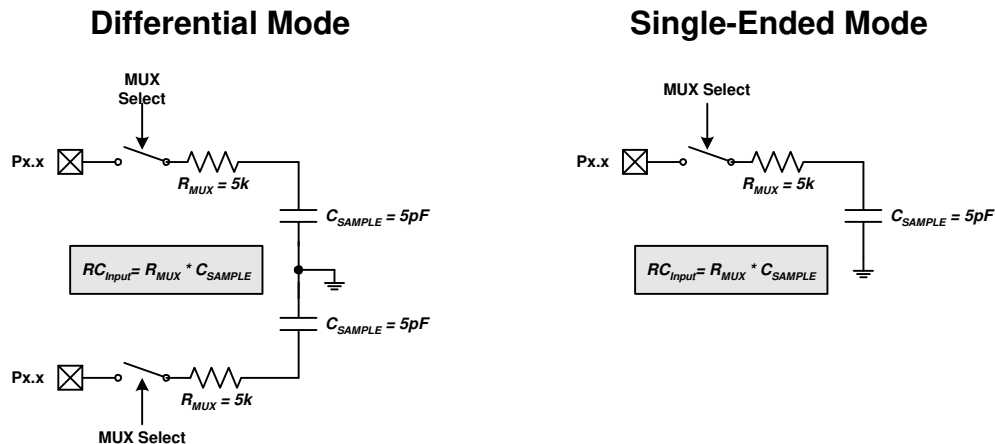 Differential Mode
MUX
Select
Px.x
R_MUX = 5k
C_SAMPLE = 5pF
RC_Input= R_MUX * C_SAMPLE
C_SAMPLE = 5pF
Px.x
R_MUX = 5k
MUX Select
Single-Ended Mode
MUX Select
Px.x
R_MUX = 5k
C_SAMPLE = 5pF
RC_Input= R_MUX * C_SAMPLE